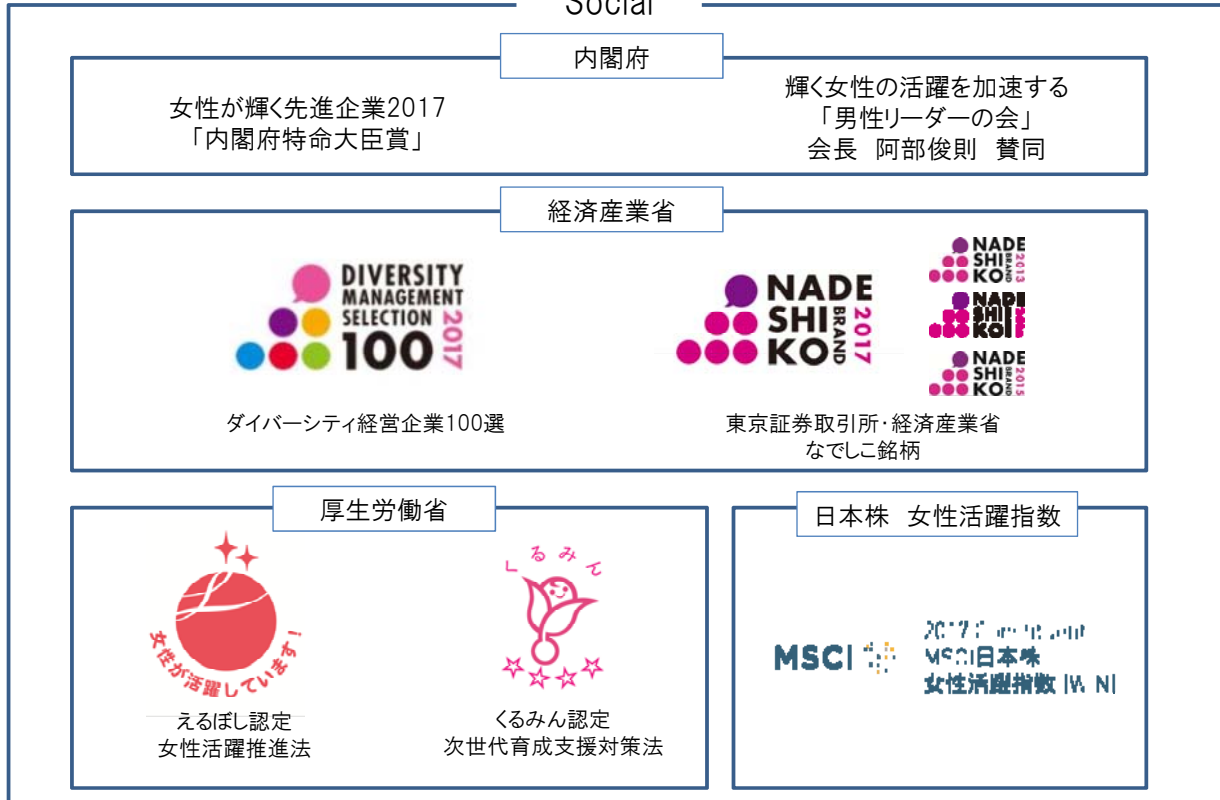 Social
内閣府
女性が輝く先進企業2017
「内閣府特命大臣賞」
輝く女性の活躍を加速する
「男性リーダーの会」
会長 阿部俊則 賛同
経済産業省
DIVERSITY
MANAGEMENT
SELECTION
100
2017
ダイバーシティ経営企業100選
NADE
SHI
KO
BRAND
2017
NADE
SHI
KO
BRAND
2013
NADE
SHI
KO
NADE
SHI
KO
BRAND
2015
東京証券取引所・経済産業省
なでしこ銘柄
厚生労働省
女性が活躍しています!
えるぼし認定
女性活躍推進法
くるみん
くるみん認定
次世代育成支援対策法
日本株 女性活躍指数
MSCI
2017
MSCI日本株
女性活躍指数